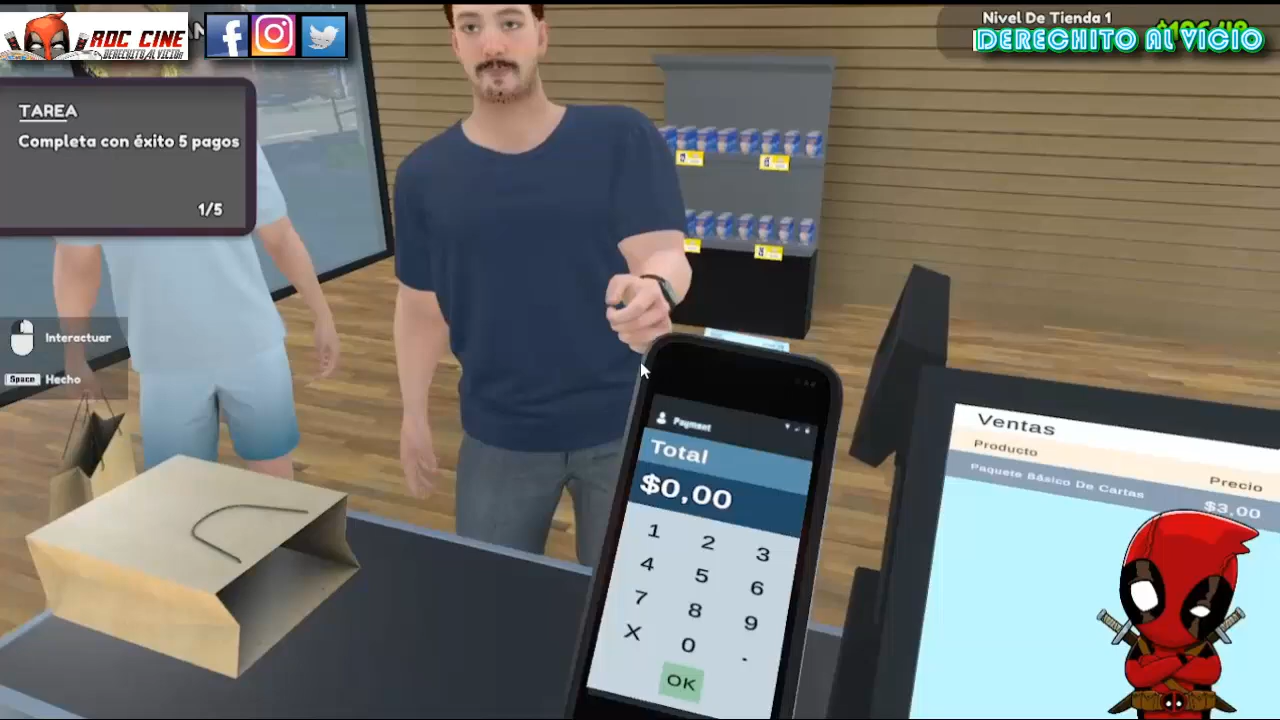 ROC CINE
DERECHITO AL VICIO
Nivel De Tienda 1
DERECHITO AL VICIO
TAREA
Completa con éxito 5 pagos
1/5
Interactuar
Space Hecho
Payment
Total
$0,00
1 2 3
4 5 6
7 8 9
X 0 .
OK
Ventas
Producto Precio
Paquete Básico De Cartas $3,00